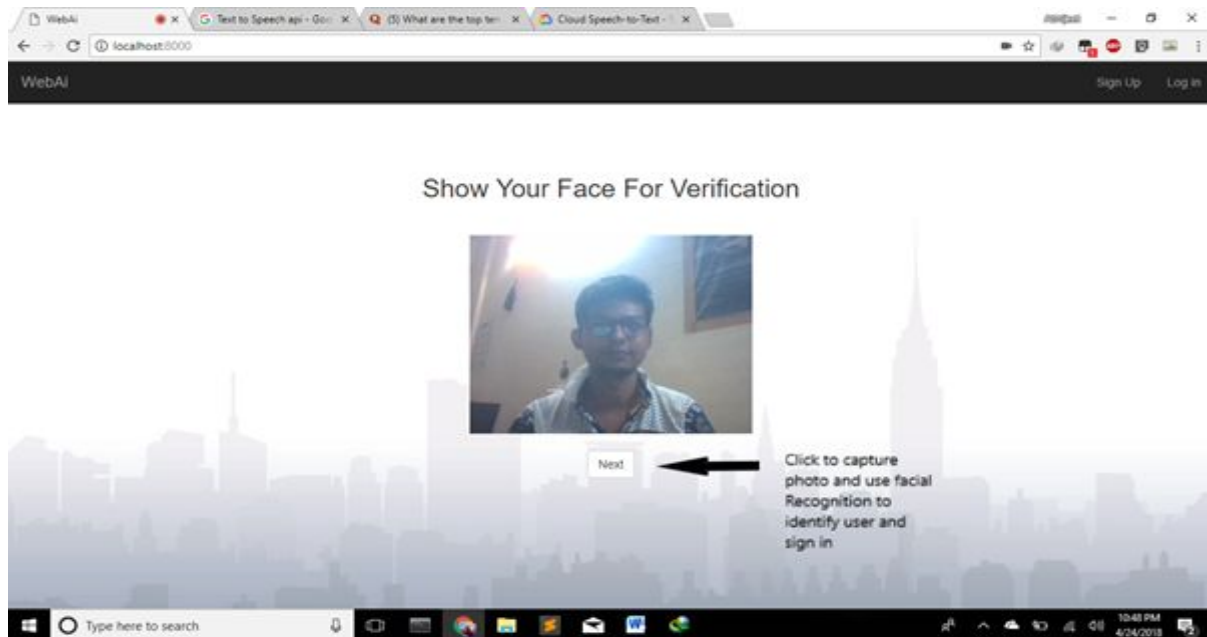 WebAi
Text to Speech api - Goo
(5) What are the top ten
Cloud Speech-to-Text -
localhost:8000
WebAi
Sign Up
Log in
Show Your Face For Verification
Next
Click to capture
photo and use facial
Recognition to
identify user and
sign in
Type here to search
10:48 PM
4/24/2018